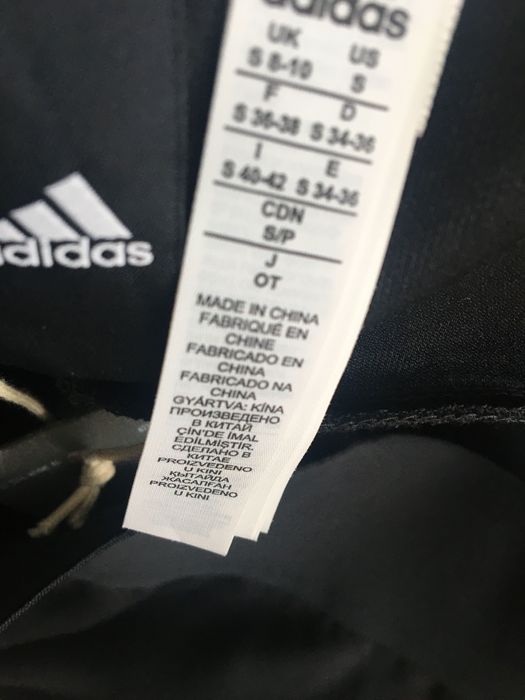 adidas
UK US
S 8-10 S
F D
S 36-38 S 34-36
I E
S 40-42 S 34-36
CDN
S/P
J
OT
MADE IN CHINA
FABRIQUÉ EN
CHINE
FABRICADO EN
CHINA
FABRICADO NA
CHINA
GYÁRTVA: KÍNA
ПРОИЗВЕДЕНО
В КИТАЙ
ÇİN'DE İMAL
EDİLMİŞTİR.
СДЕЛАНО В
КИТАЕ
PROIZVEDENO
U KINI
ҚЫТАЙДА
ЖАСАЛҒАН
PROIZVEDENO
U KINI
adidas